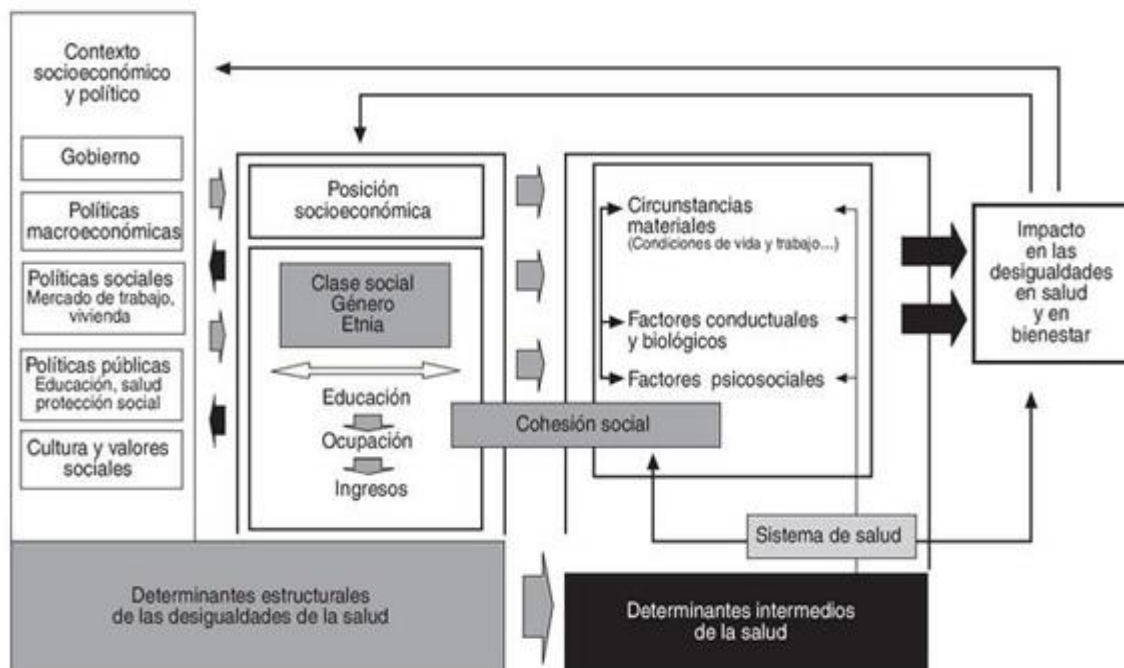 Contexto
socioeconómico
y político
Gobierno
Políticas
macroeconómicas
Políticas sociales
Mercado de trabajo,
vivienda
Políticas públicas
Educación, salud
protección social
Cultura y valores
sociales
Posición
socioeconómica
Clase social
Género
Etnia
Educación
Ocupación
Ingresos
Cohesión social
Circunstancias
materiales
(Condiciones de vida y trabajo...)
Factores conductuales
y biológicos
Factores psicosociales
Sistema de salud
Impacto
en las
desigualdades
en salud
y en
bienestar
Determinantes estructurales
de las desigualdades de la salud
Determinantes intermedios
de la salud